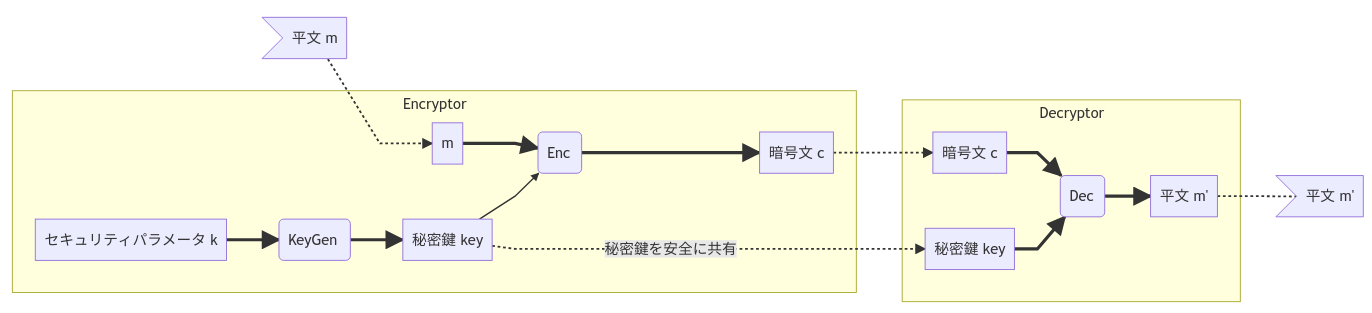 平文 m
Encryptor
Decryptor
m
Enc
暗号文 c
暗号文 c
Dec
平文 m'
平文 m'
セキュリティパラメータ k
KeyGen
秘密鍵 key
秘密鍵を安全に共有
秘密鍵 key